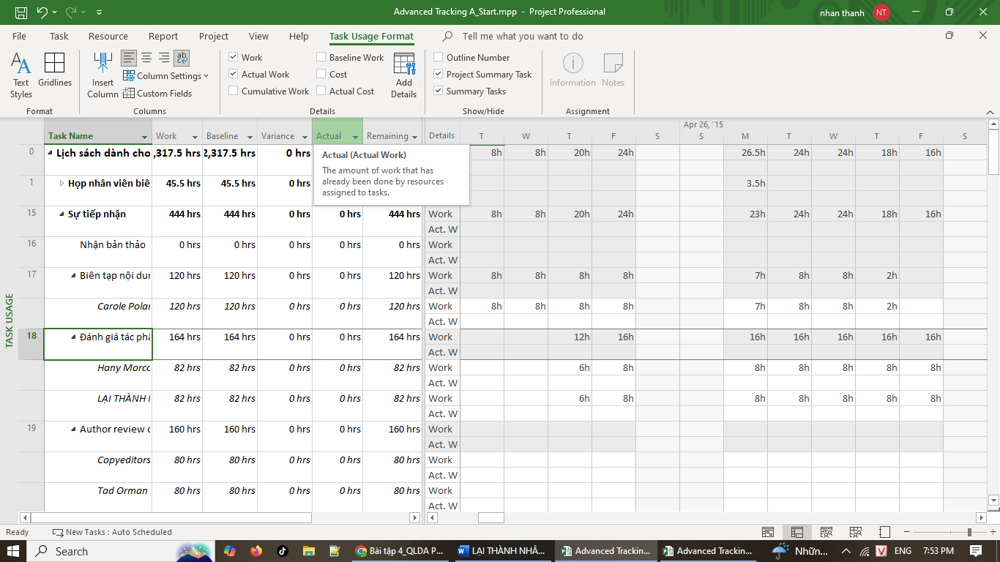 Advanced Tracking A_Start.mpp - Project Professional
nhan thanh NT
File Task Resource Report Project View Help Task Usage Format Tell me what you want to do
Text Styles
Gridlines
Format
Insert Column
Column Settings
Custom Fields
Columns
Work
Actual Work
Cumulative Work
Baseline Work
Cost
Actual Cost
Add Details
Details
Outline Number
Project Summary Task
Summary Tasks
Show/Hide
Information Notes
Assignment
Apr 26, '15
Task Name Work Baseline Variance Actual Remaining Details T W T F S S M T W T F S
0 Lịch sách dành cho ,317.5 hrs 2,317.5 hrs 0 hrs 8h 8h 20h 24h 26.5h 24h 24h 18h 16h
Actual (Actual Work)
The amount of work that has
already been done by resources
assigned to tasks.
1 Họp nhân viên biê 45.5 hrs 45.5 hrs 0 hrs 3.5h
15 Sự tiếp nhận 444 hrs 444 hrs 0 hrs 0 hrs 444 hrs Work 8h 8h 20h 24h 23h 24h 24h 18h 16h
Act. W
16 Nhận bản thảo 0 hrs 0 hrs 0 hrs 0 hrs 0 hrs Work
Act. W
17 Biên tạp nội dun 120 hrs 120 hrs 0 hrs 0 hrs 120 hrs Work 8h 8h 8h 8h 7h 8h 8h 2h
Act. W
Carole Polan 120 hrs 120 hrs 0 hrs 0 hrs 120 hrs Work 8h 8h 8h 8h 7h 8h 8h 2h
Act. W
18 Đánh giá tác phẩ 164 hrs 164 hrs 0 hrs 0 hrs 164 hrs Work 12h 16h 16h 16h 16h 16h 16h
Act. W
Hany Morco 82 hrs 82 hrs 0 hrs 0 hrs 82 hrs Work 6h 8h 8h 8h 8h 8h 8h
Act. W
LẠI THÀNH 82 hrs 82 hrs 0 hrs 0 hrs 82 hrs Work 6h 8h 8h 8h 8h 8h 8h
Act. W
19 Author review 160 hrs 160 hrs 0 hrs 0 hrs 160 hrs Work
Act. W
Copyeditors 80 hrs 80 hrs 0 hrs 0 hrs 80 hrs Work
Act. W
Tad Orman 80 hrs 80 hrs 0 hrs 0 hrs 80 hrs Work
Act. W
TASK USAGE
Ready New Tasks : Auto Scheduled
Search Bài tập 4_QLDA P... LẠI THÀNH NHÂ... Advanced Trackin... Advanced Trackin... Nhữn... V ENG 7:53 PM